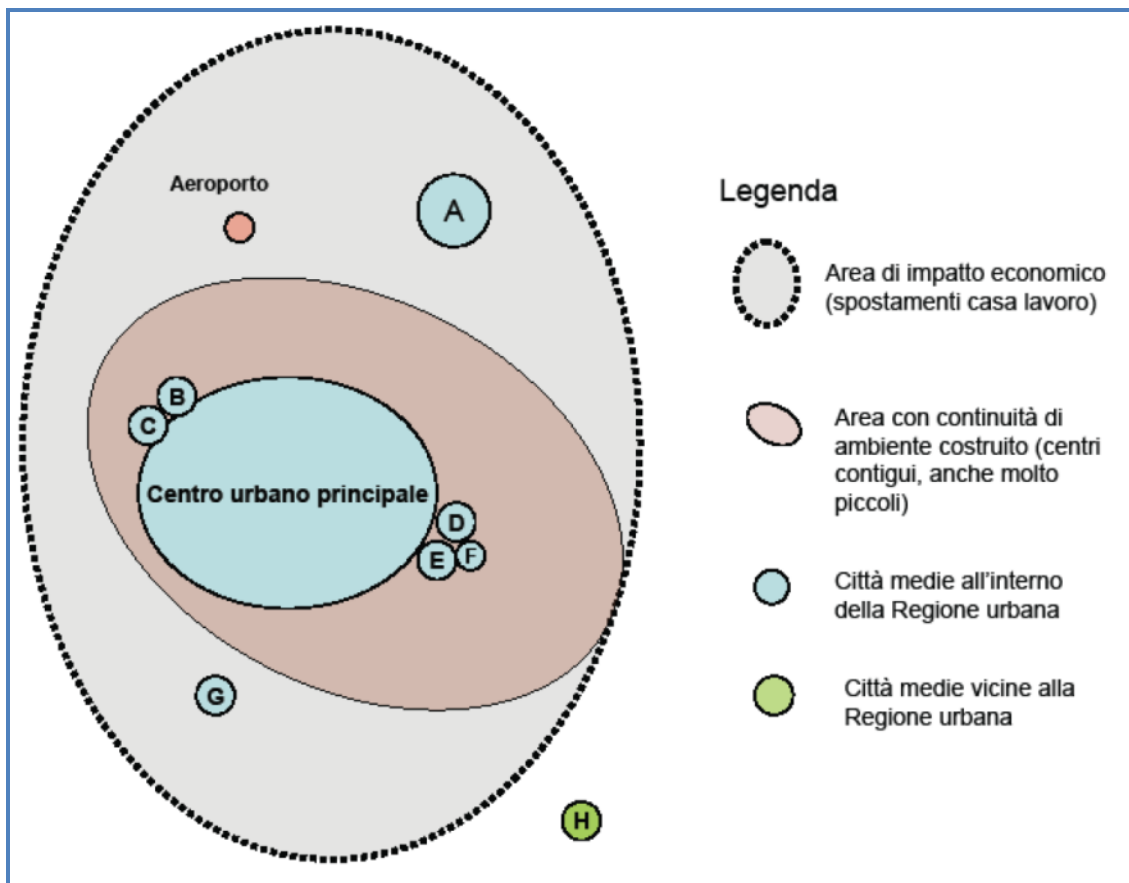 Aeroporto
A
B
C
Centro urbano principale
D
E
F
G
H
Legenda
Area di impatto economico
(spostamenti casa lavoro)
Area con continuità di
ambiente costruito (centri
contigui, anche molto
piccoli)
Città medie all'interno
della Regione urbana
Città medie vicine alla
Regione urbana